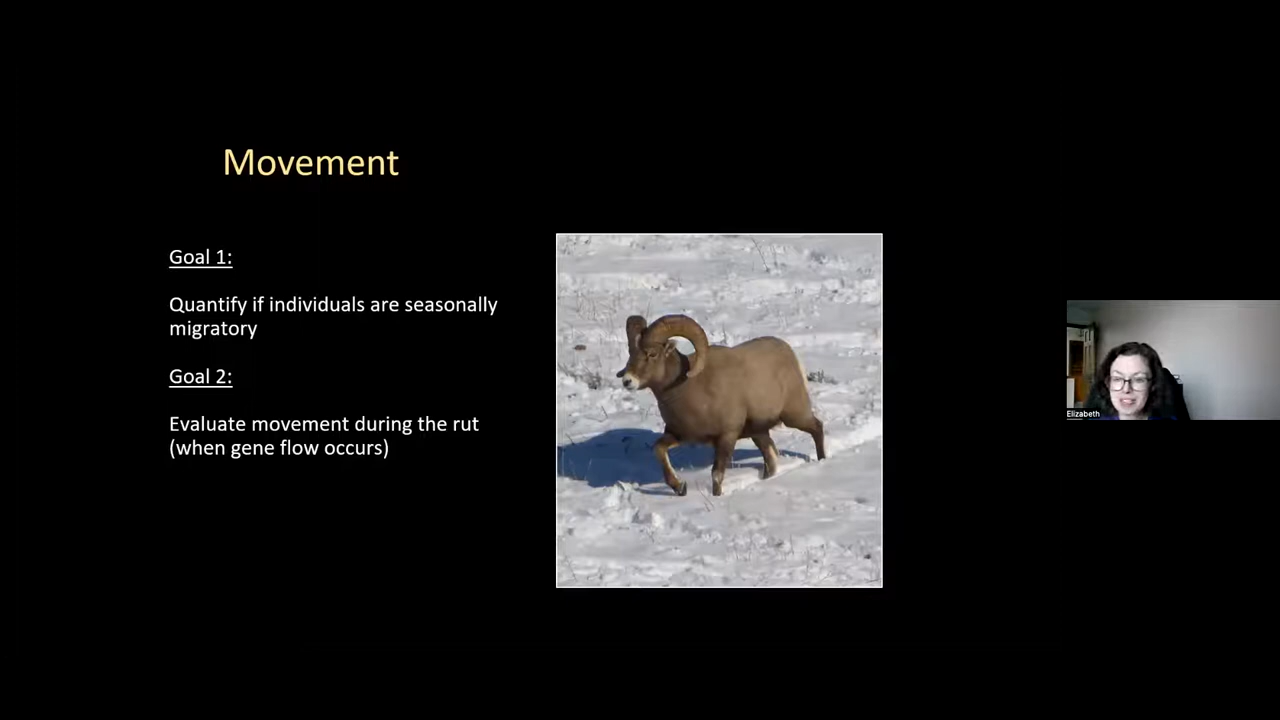 Movement
Goal 1:
Quantify if individuals are seasonally
migratory
Goal 2:
Evaluate movement during the rut
(when gene flow occurs)
Elizabeth